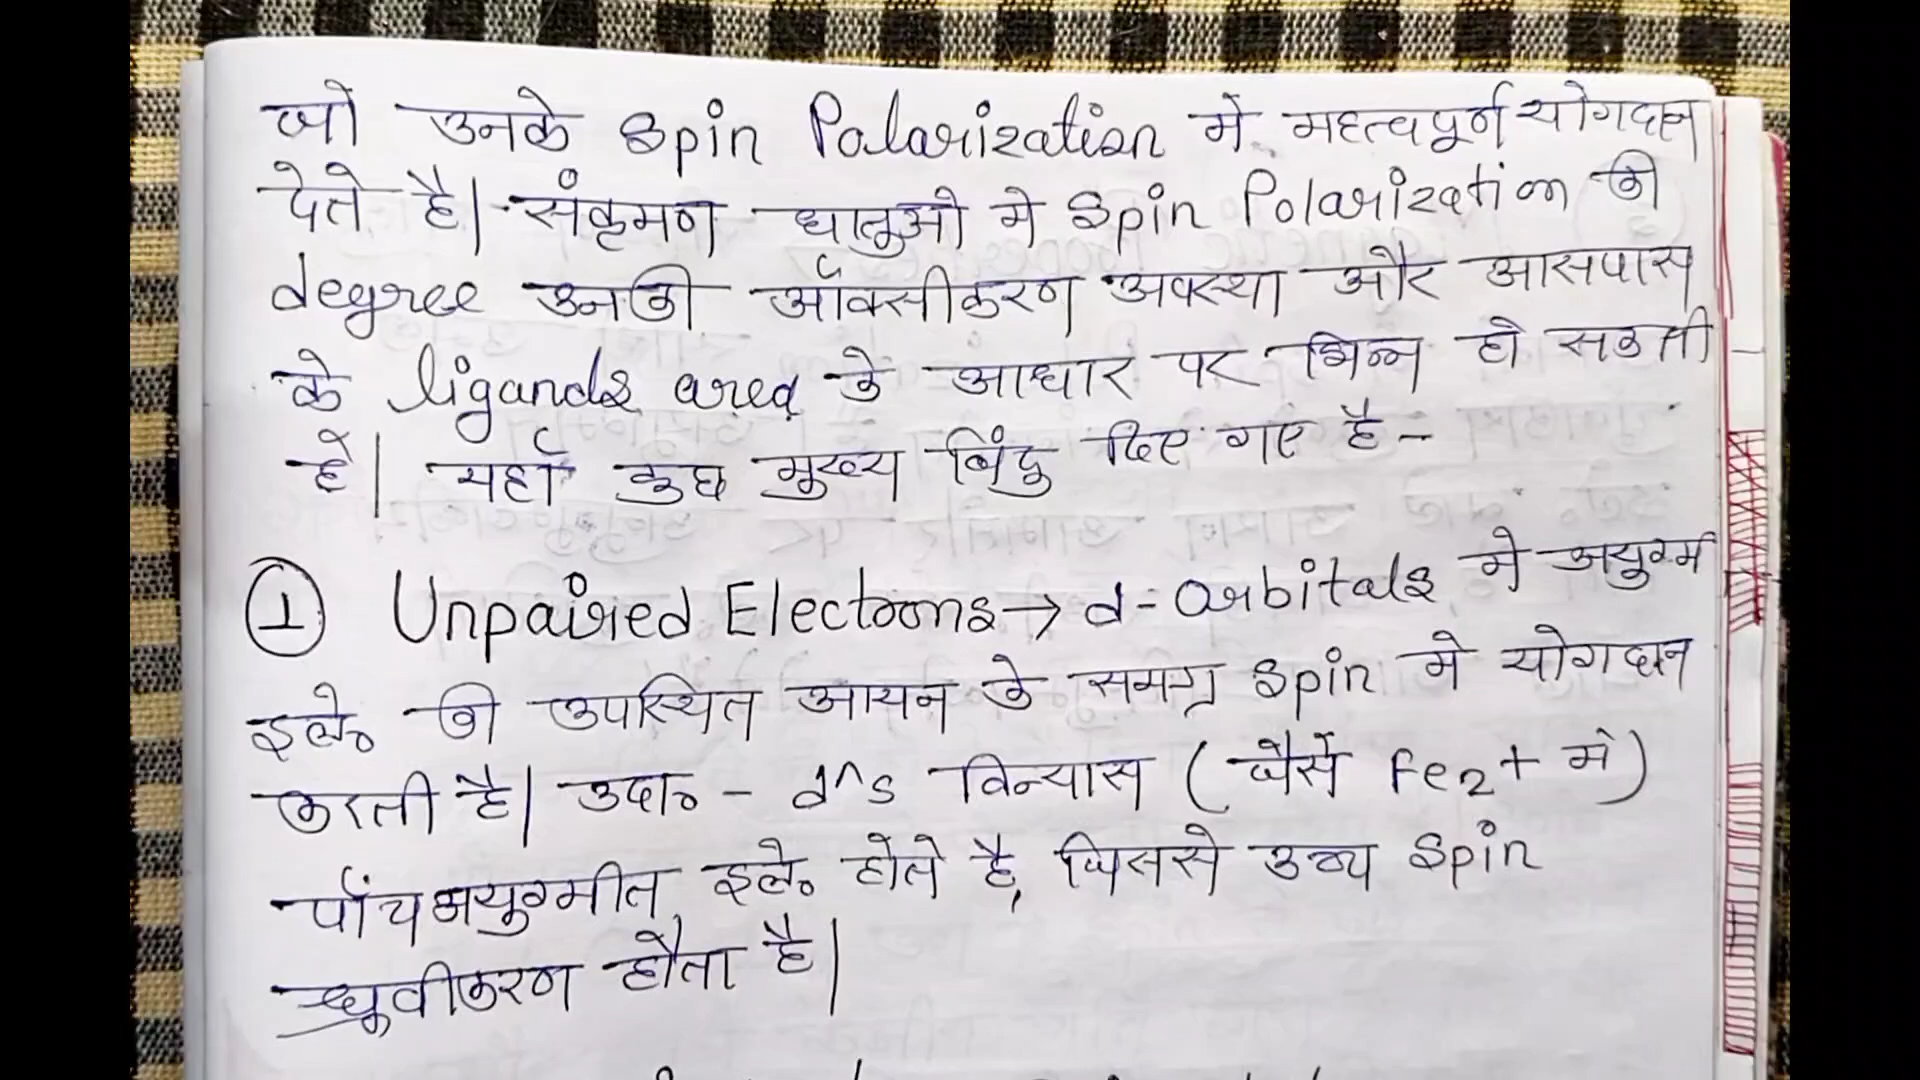 जो उनके Spin Polarization मे महत्वपूर्ण योगदान
देते है। संक्रमण धातुओ मे Spin Polarization की
degree उनकी ऑक्सीकरण अवस्था और आसपास
के ligands area के आधार पर भिन्न हो सकती
है। यहाँ कुछ मुख्य बिंदु दिए गए है -
① Unpaired Electrons → d-Orbitals मे अयुग्म
इले० की उपस्थित आयन के समग्र Spin मे योगदान
करती है। उदा० - d^5 विन्यास (जैसे Fe2+ मे)
पाँच अयुग्मीत इले० होते है, जिससे उच्च Spin
ध्रुवीकरण होता है।